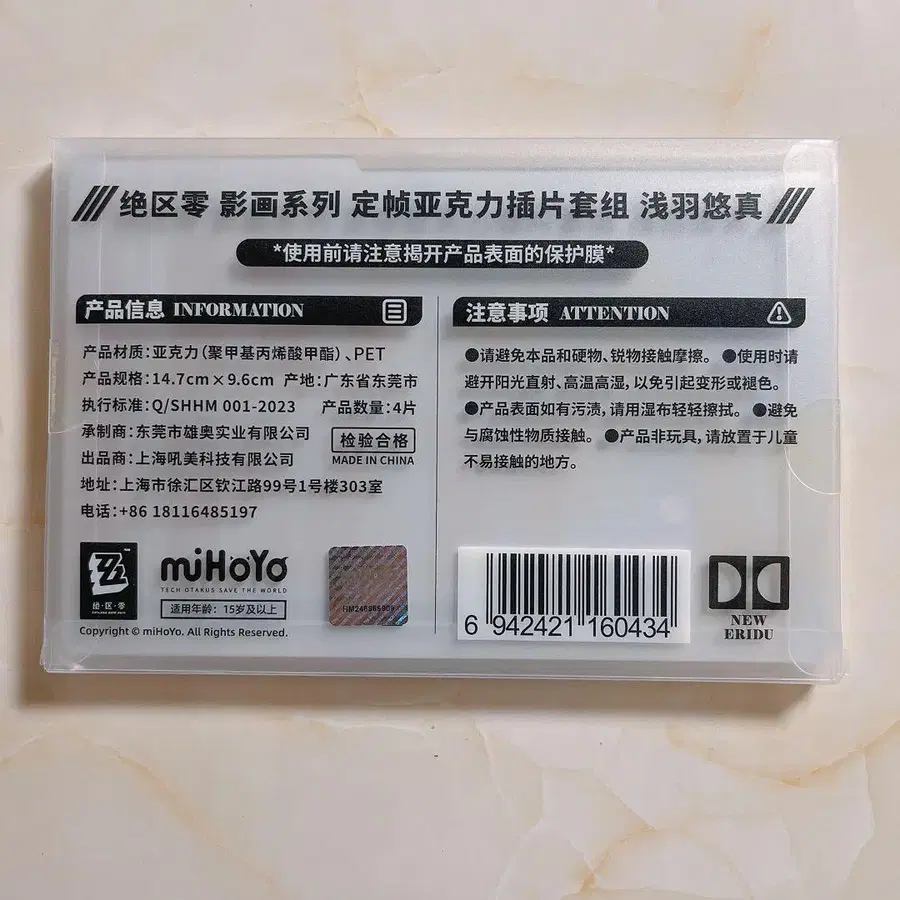 绝区零 影画系列 定帧亚克力插片套组 浅羽悠真
*使用前请注意揭开产品表面的保护膜*
产品信息 INFORMATION
产品材质：亚克力（聚甲基丙烯酸甲酯）、PET
产品规格：14.7cm×9.6cm 产地：广东省东莞市
执行标准：Q/SHHM 001-2023 产品数量：4片
承制商：东莞市雄奥实业有限公司
检验合格
出品商：上海吼美科技有限公司
MADE IN CHINA
地址：上海市徐汇区钦江路99号1号楼303室
电话：+86 18116485197
绝·区·零
miHoYo
TECH OTAKUS SAVE THE WORLD
适用年龄：15岁及以上
Copyright © miHoYo. All Rights Reserved.
注意事项 ATTENTION
●请避免本品和硬物、锐物接触摩擦。 ●使用时请
避开阳光直射、高温高湿，以免引起变形或褪色。
●产品表面如有污渍，请用湿布轻轻擦拭。 ●避免
与腐蚀性物质接触。 ●产品非玩具，请放置于儿童
不易接触的地方。
6 942421 160434
NEW
ERIDU